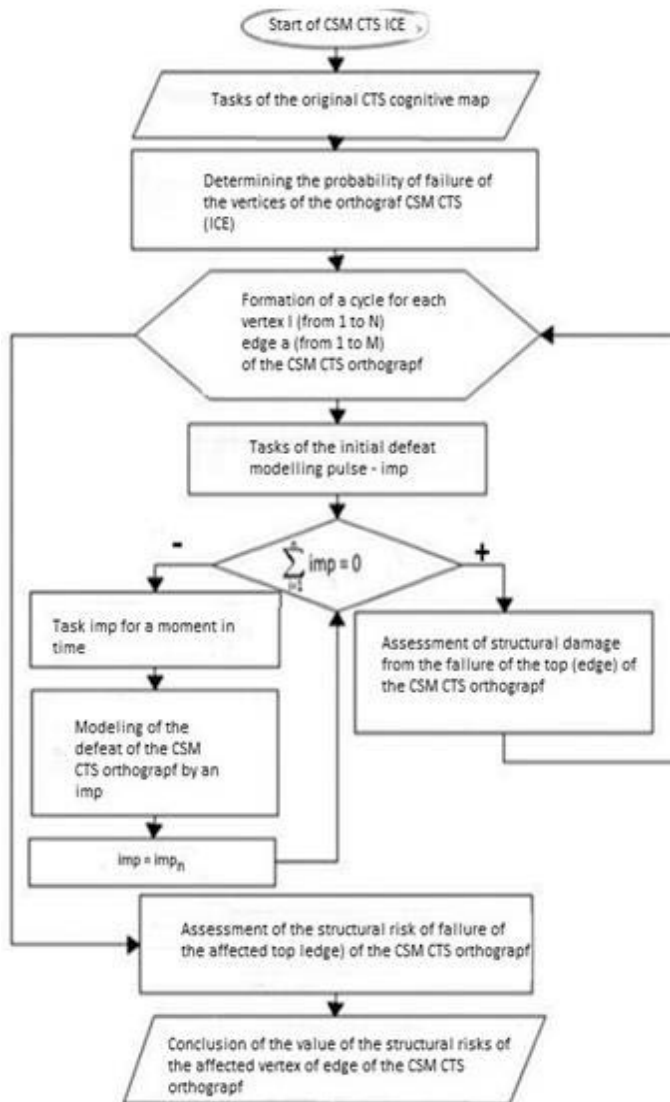 Start of CSM CTS ICE
Tasks of the original CTS cognitive map
Determining the probability of failure of
the vertices of the orthograf CSM CTS
(ICE)
Formation of a cycle for each
vertex I (from 1 to N)
edge a (from 1 to M)
of the CSM CTS orthograpf
Tasks of the initial defeat
modelling pulse - imp
-
∑ imp = 0
+
Task imp for a moment in
time
Assessment of structural damage
from the failure of the top (edge) of
the CSM CTS orthograpf
Modeling of the
defeat of the CSM
CTS orthograpf by an
imp
imp = impn
Assessment of the structural risk of failure of
the affected top ledge) of the CSM CTS orthograpf
Conclusion of the value of the structural risks of
the affected vertex of edge of the CSM CTS
orthograpf